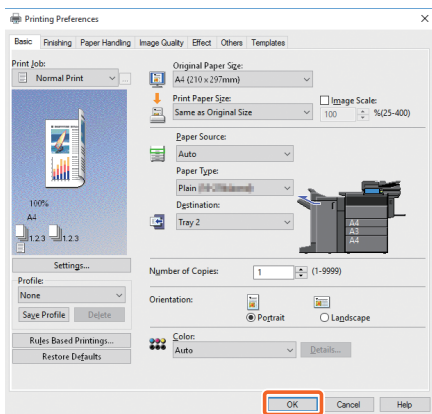 Printing Preferences
Basic Finishing Paper Handling Image Quality Effect Others Templates
Print Job:
Normal Print
...
100%
A4
1.2.3 1.2.3
Settings...
Profile:
None
Save Profile Delete
Rules Based Printings...
Restore Defaults
Original Paper Size:
A4 (210 x 297mm)
Print Paper Size:
Same as Original Size
Image Scale:
100 %(25-400)
Paper Source:
Auto
Paper Type:
Plain
Destination:
Tray 2
A4
A3
A4
Number of Copies: 1 (1-9999)
Orientation:
Portrait Landscape
Color:
Auto
Details...
OK Cancel Help